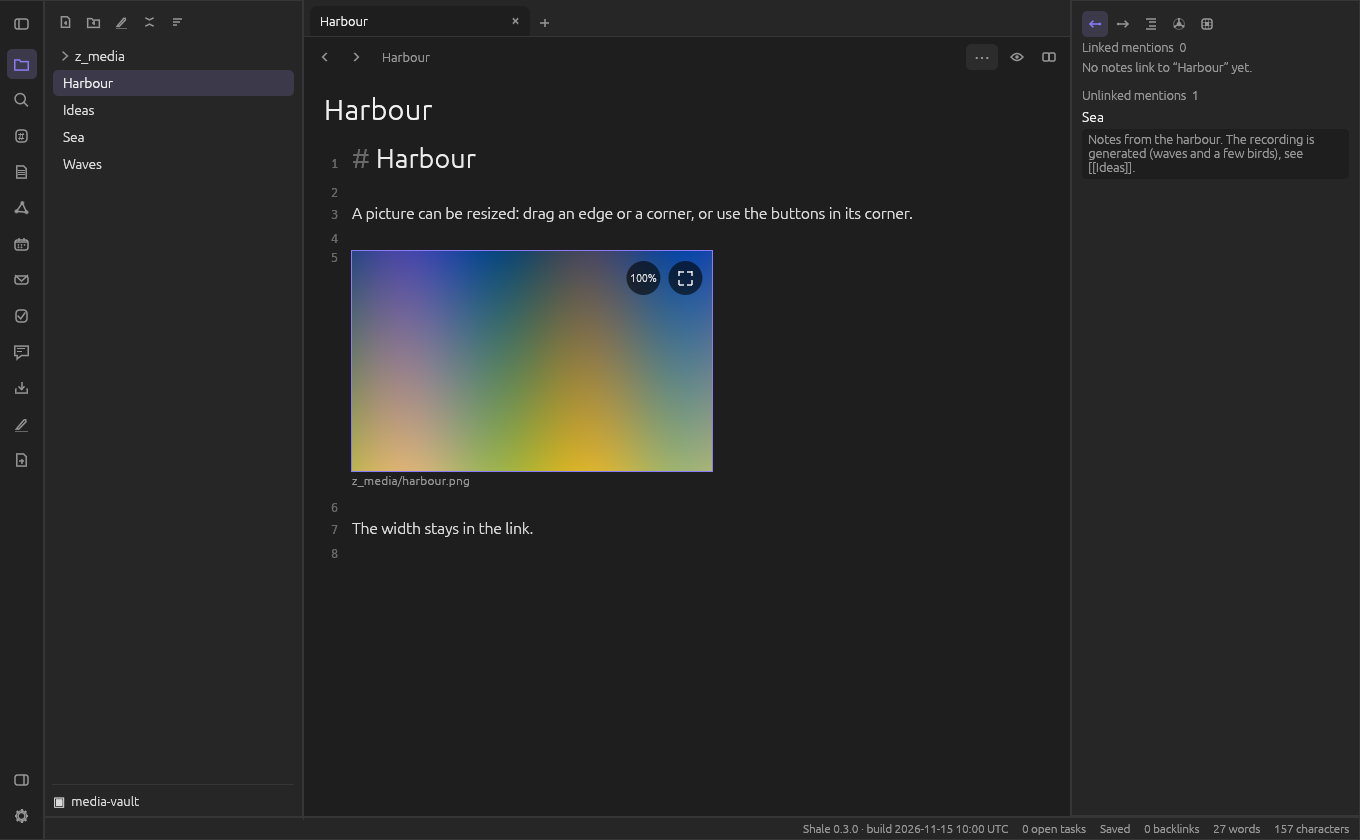 Harbour
z_media
Harbour
Ideas
Sea
Waves
media-vault
Harbour
Harbour
1 # Harbour
2
3 A picture can be resized: drag an edge or a corner, or use the buttons in its corner.
4
5
100%
z_media/harbour.png
6
7 The width stays in the link.
8
Linked mentions 0
No notes link to “Harbour” yet.
Unlinked mentions 1
Sea
Notes from the harbour. The recording is
generated (waves and a few birds), see
[[Ideas]].
Shale 0.3.0 · build 2026-11-15 10:00 UTC 0 open tasks Saved 0 backlinks 27 words 157 characters